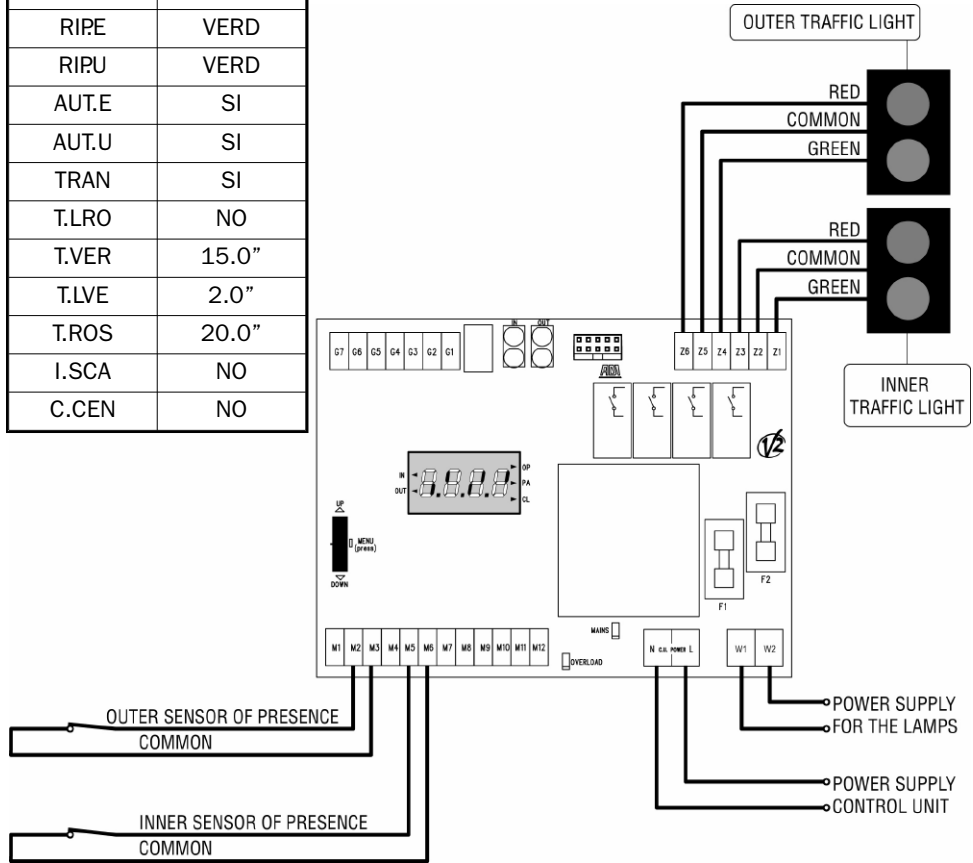 RIP.E VERD
RIP.U VERD
AUT.E SI
AUT.U SI
TRAN SI
T.LRO NO
T.VER 15.0”
T.LVE 2.0”
T.ROS 20.0”
I.SCA NO
C.CEN NO
OUTER TRAFFIC LIGHT
RED
COMMON
GREEN
RED
COMMON
GREEN
INNER
TRAFFIC LIGHT
IN OUT
G7 G6 G5 G4 G3 G2 G1
Z6 Z5 Z4 Z3 Z2 Z1
ADI
V2
IN
OUT
OP
PA
CL
UP
MENU
(press)
DOWN
F1
F2
MAINS
OVERLOAD
M1 M2 M3 M4 M5 M6 M7 M8 M9 M10 M11 M12
N C.U. POWER L
W1 W2
OUTER SENSOR OF PRESENCE
COMMON
INNER SENSOR OF PRESENCE
COMMON
POWER SUPPLY
FOR THE LAMPS
POWER SUPPLY
CONTROL UNIT